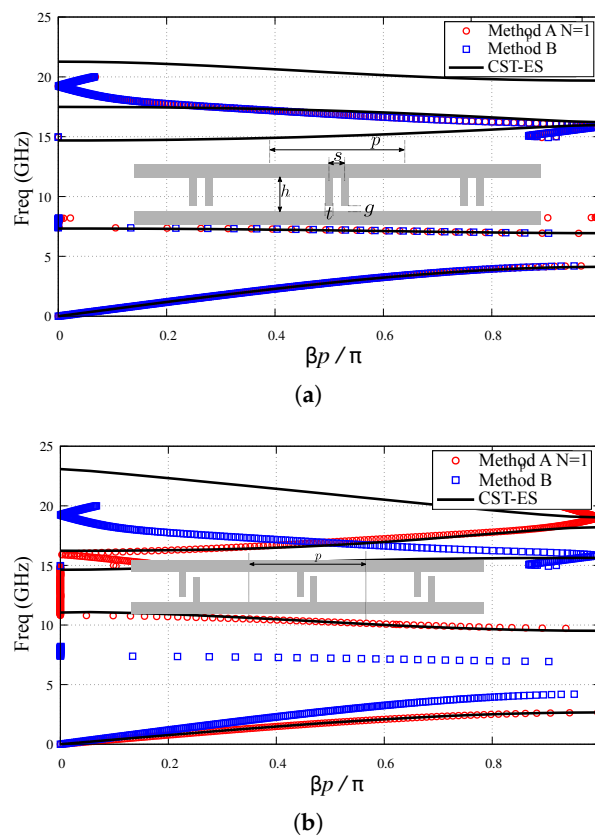 25
20
15
10
5
0
Freq (GHz)
Method A N=1
p
Method B
CST-ES
p
s
h
t
g
0
0.2
0.4
0.6
0.8
1
βp / π
(a)
25
20
15
10
5
0
Freq (GHz)
Method A N=1
p
Method B
CST-ES
p
0
0.2
0.4
0.6
0.8
1
βp / π
(b)